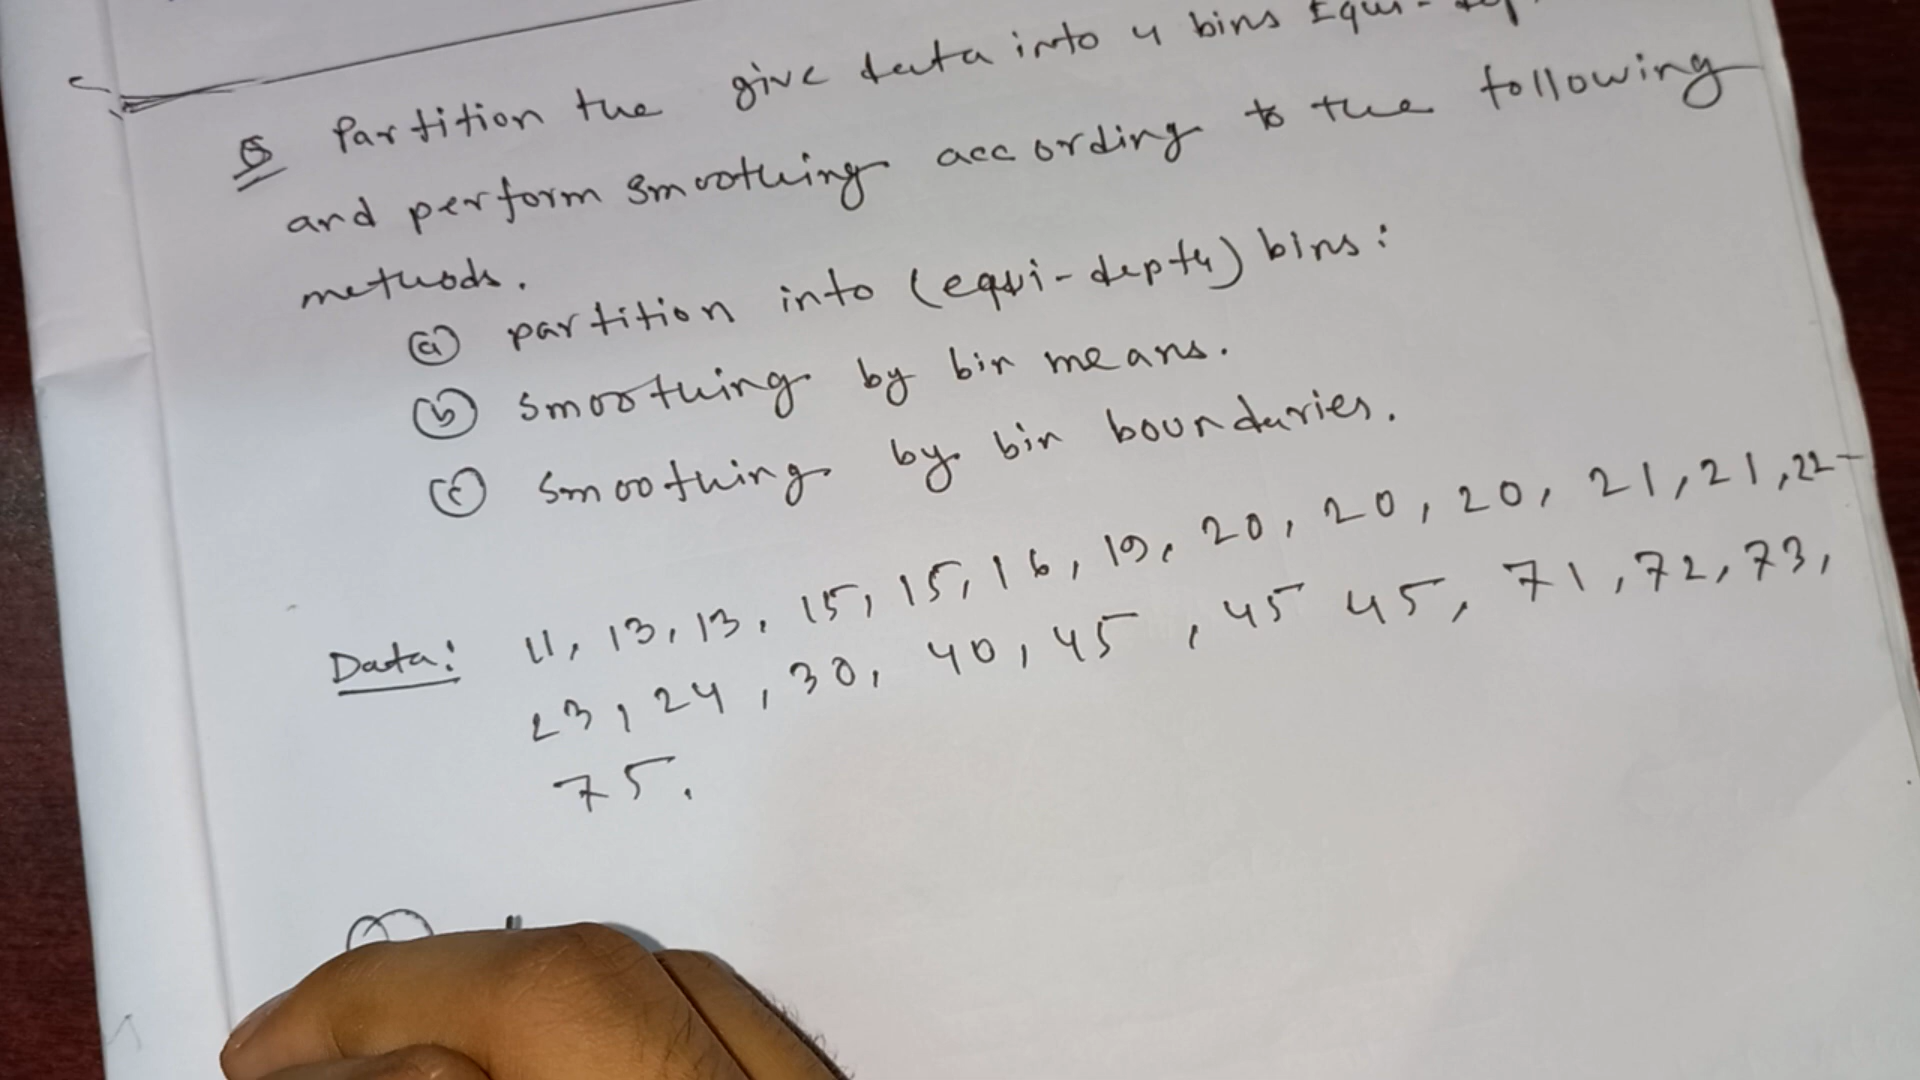 Q Partition the give data into 4 bins Equi-
and perform smoothing according to the following
methods.
(a) partition into (equi-depth) bins:
(b) smoothing by bin means.
(c) smoothing by bin boundaries.
Data: 11, 13, 13, 15, 15, 16, 19, 20, 20, 20, 21, 21, 22
23, 24, 30, 40, 45, 45 45, 71, 72, 73,
75.